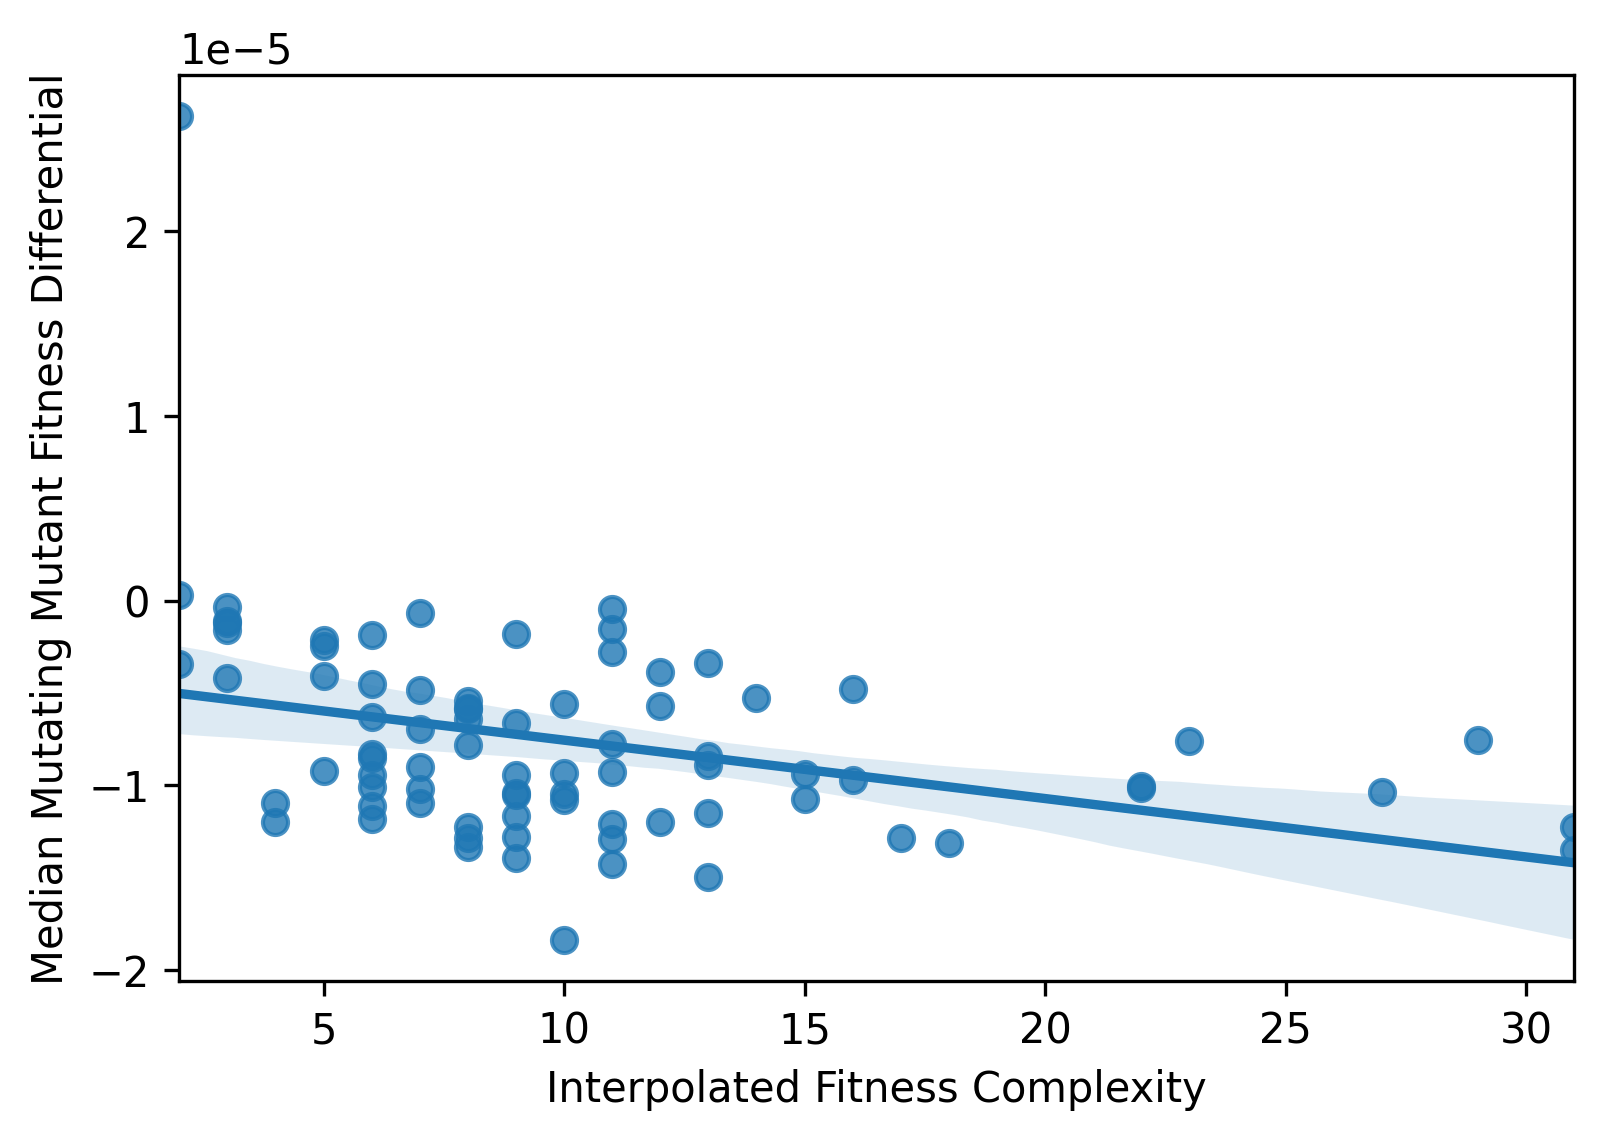 1e−5
Median Mutating Mutant Fitness Differential
2
1
0
−1
−2
5 10 15 20 25 30
Interpolated Fitness Complexity